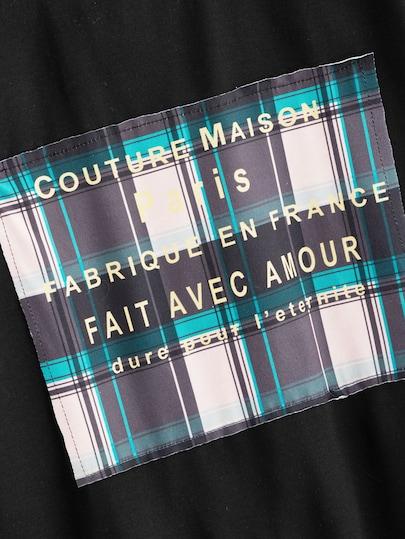 COUTURE MAISON
Paris
FABRIQUE EN FRANCE
FAIT AVEC AMOUR
dure pour l'eternite